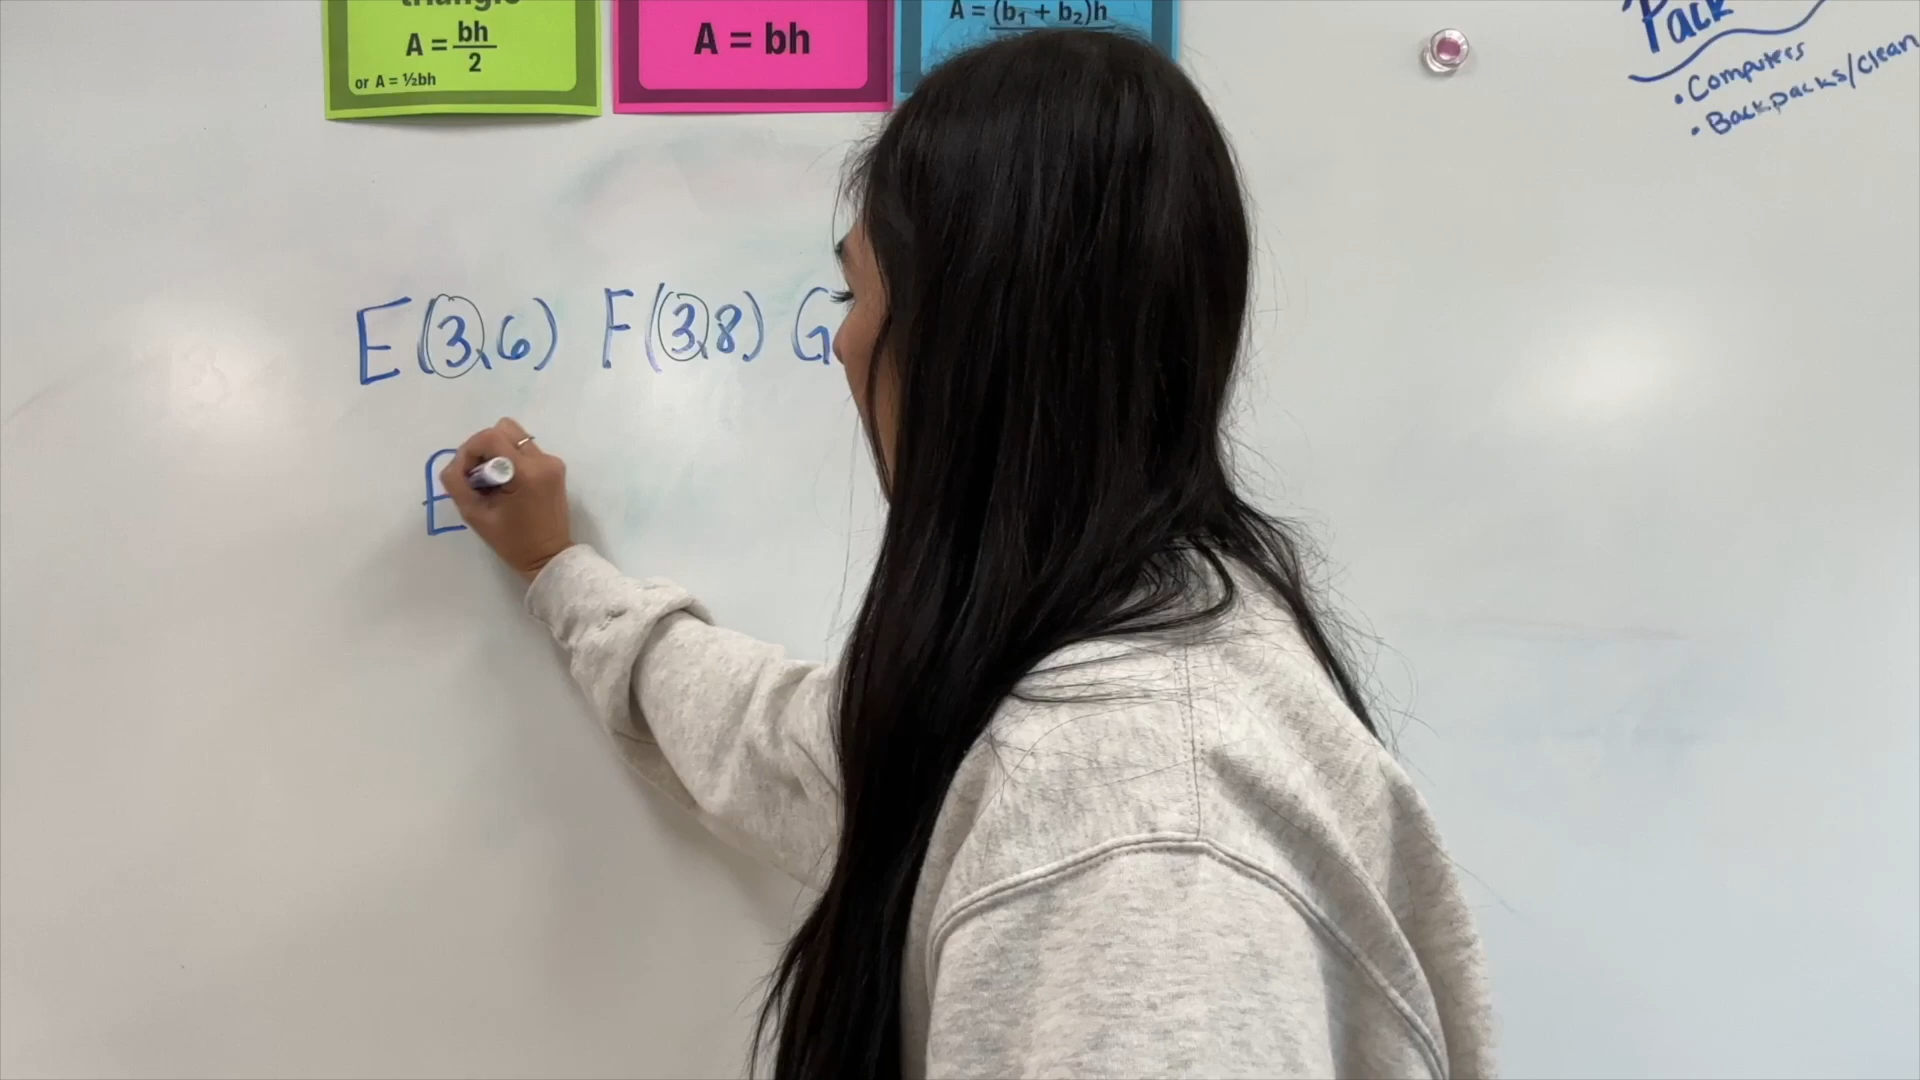 triangle
A = bh/2
or A = ½bh
A = bh
A = (b₁ + b₂)h
Pack
• Computers
• Backpacks/clean
E(3,6) F(3,8) G
E